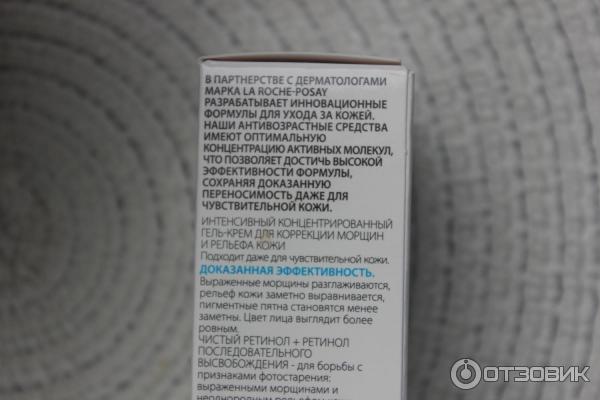 В ПАРТНЕРСТВЕ С ДЕРМАТОЛОГАМИ
МАРКА LA ROCHE-POSAY
РАЗРАБАТЫВАЕТ ИННОВАЦИОННЫЕ
ФОРМУЛЫ ДЛЯ УХОДА ЗА КОЖЕЙ.
НАШИ АНТИВОЗРАСТНЫЕ СРЕДСТВА
ИМЕЮТ ОПТИМАЛЬНУЮ
КОНЦЕНТРАЦИЮ АКТИВНЫХ МОЛЕКУЛ,
ЧТО ПОЗВОЛЯЕТ ДОСТИЧЬ ВЫСОКОЙ
ЭФФЕКТИВНОСТИ ФОРМУЛЫ,
СОХРАНЯЯ ДОКАЗАННУЮ
ПЕРЕНОСИМОСТЬ ДАЖЕ ДЛЯ
ЧУВСТВИТЕЛЬНОЙ КОЖИ.
ИНТЕНСИВНЫЙ КОНЦЕНТРИРОВАННЫЙ
ГЕЛЬ-КРЕМ ДЛЯ КОРРЕКЦИИ МОРЩИН
И РЕЛЬЕФА КОЖИ
Подходит даже для чувствительной кожи.
ДОКАЗАННАЯ ЭФФЕКТИВНОСТЬ.
Выраженные морщины разглаживаются,
рельеф кожи заметно выравнивается,
пигментные пятна становятся менее
заметны. Цвет лица выглядит более
ровным.
ЧИСТЫЙ РЕТИНОЛ + РЕТИНОЛ
ПОСЛЕДОВАТЕЛЬНОГО
ВЫСВОБОЖДЕНИЯ - для борьбы с
признаками фотостарения:
выраженными морщинами и
неоднородным рельефом
ОТЗОВИК